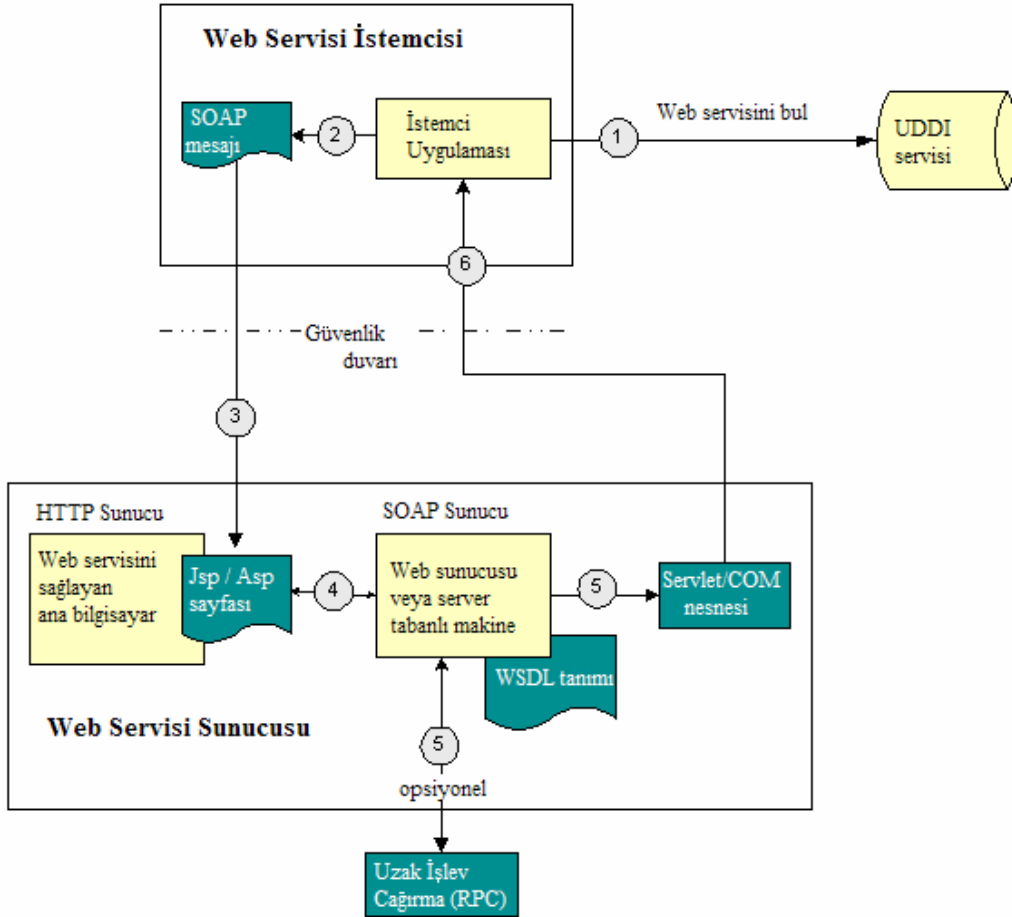 Web Servisi İstemcisi
SOAP
mesajı
2
İstemci
Uygulaması
1
Web servisini bul
UDDI
servisi
6
Güvenlik
duvarı
3
HTTP Sunucu
SOAP Sunucu
Web servisini
sağlayan
ana bilgisayar
Jsp / Asp
sayfası
4
Web sunucusu
veya server
tabanlı makine
5
Servlet/COM
nesnesi
WSDL tanımı
Web Servisi Sunucusu
5
opsiyonel
Uzak İşlev
Cağırma (RPC)